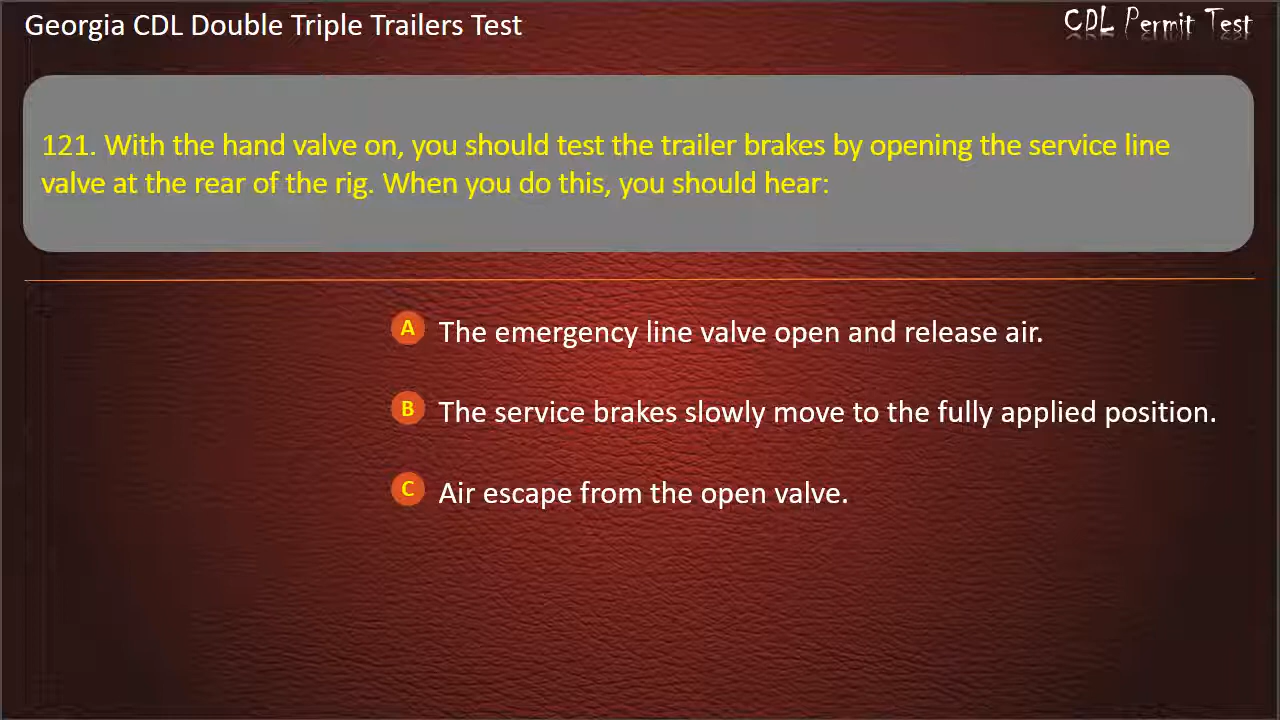 Georgia CDL Double Triple Trailers Test
CDL Permit Test
121. With the hand valve on, you should test the trailer brakes by opening the service line
valve at the rear of the rig. When you do this, you should hear:
A The emergency line valve open and release air.
B The service brakes slowly move to the fully applied position.
C Air escape from the open valve.